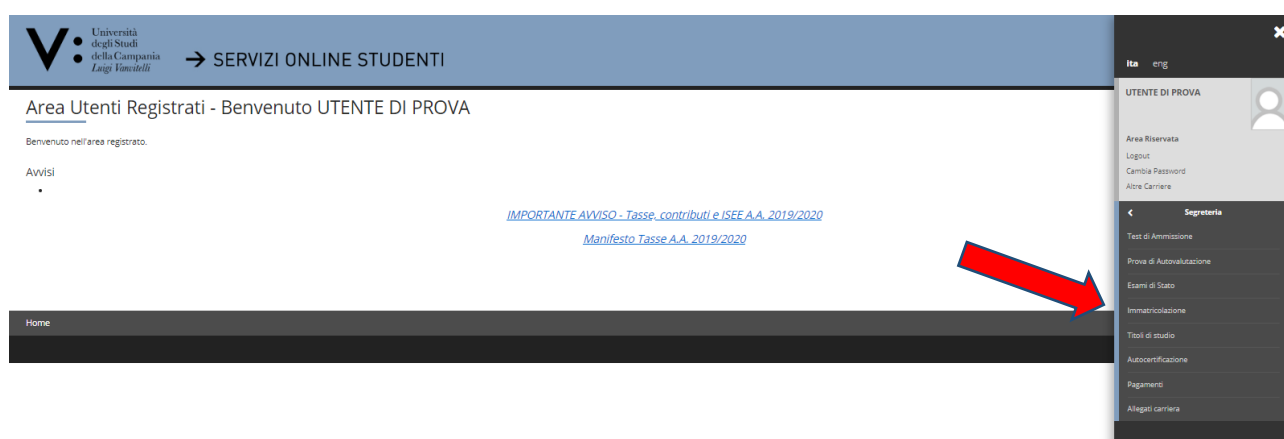 Università
degli Studi
della Campania
Luigi Vanvitelli
→ SERVIZI ONLINE STUDENTI
Area Utenti Registrati - Benvenuto UTENTE DI PROVA
Benvenuto nell'area registrato.
Avvisi
IMPORTANTE AVVISO - Tasse, contributi e ISEE A.A. 2019/2020
Manifesto Tasse A.A. 2019/2020
Home
ita eng
UTENTE DI PROVA
Area Riservata
Logout
Cambia Password
Altre Carriere
Segreteria
Test di Ammissione
Prova di Autovalutazione
Esami di Stato
Immatricolazione
Titoli di studio
Autocertificazione
Pagamenti
Allegati carriera